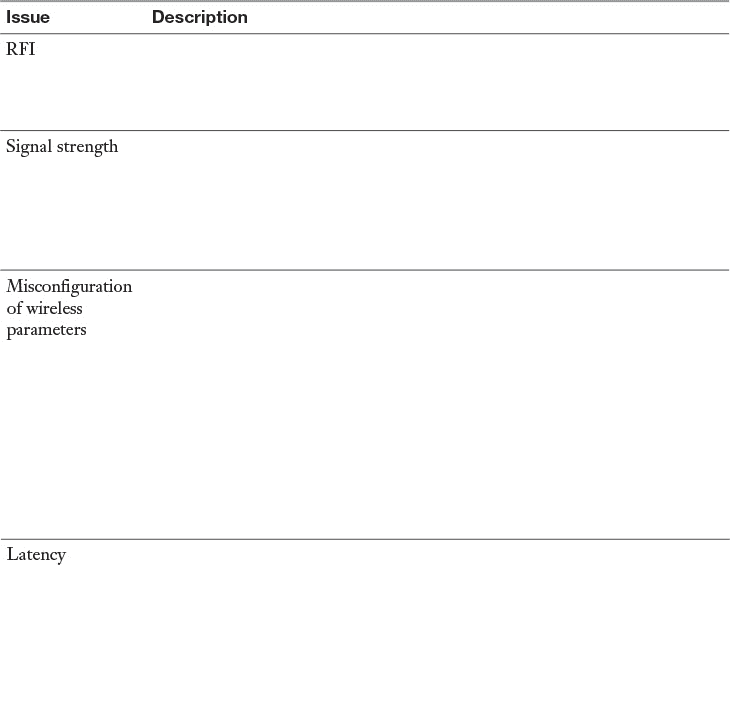 Issue Description
RFI
Signal strength
Misconfiguration
of wireless
parameters
Latency